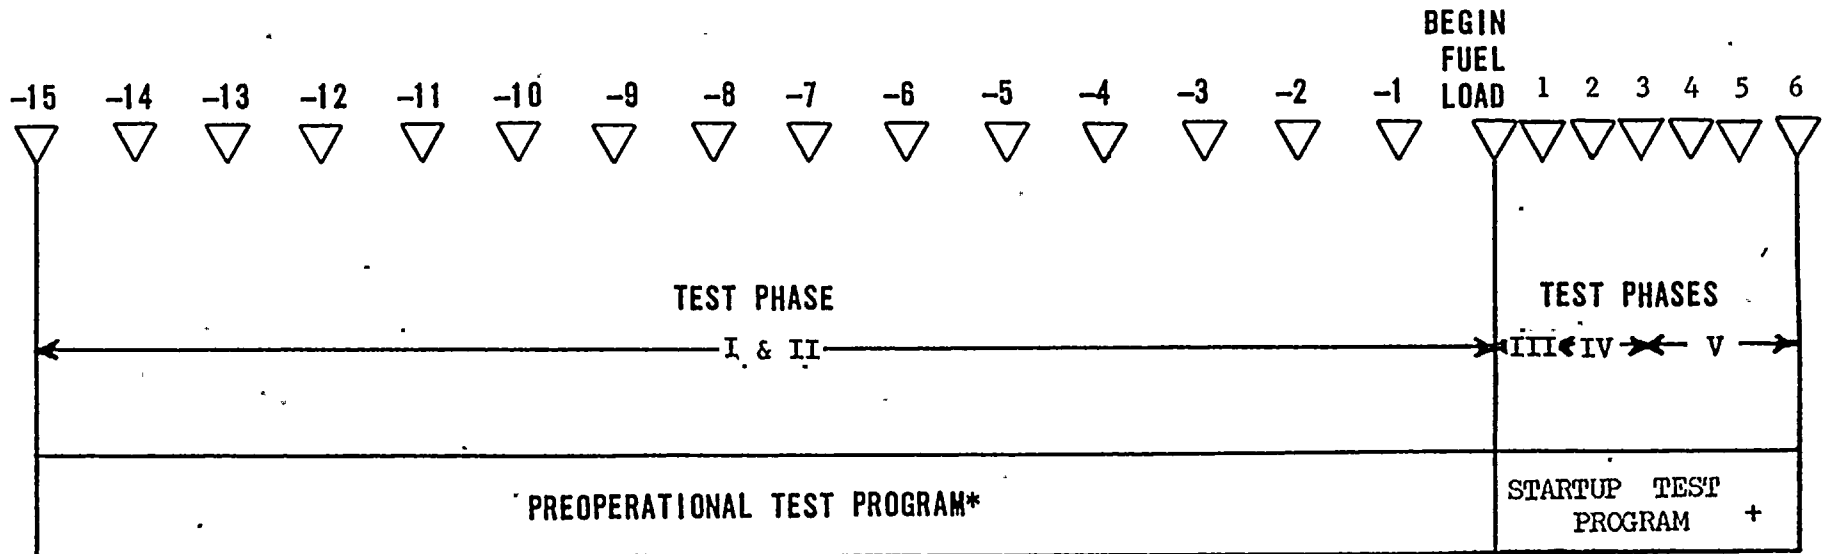 BEGIN
FUEL
LOAD
-15 -14 -13 -12 -11 -10 -9 -8 -7 -6 -5 -4 -3 -2 -1 1 2 3 4 5 6
TEST PHASE
TEST PHASES
I & II
III IV V
PREOPERATIONAL TEST PROGRAM*
STARTUP TEST
PROGRAM +